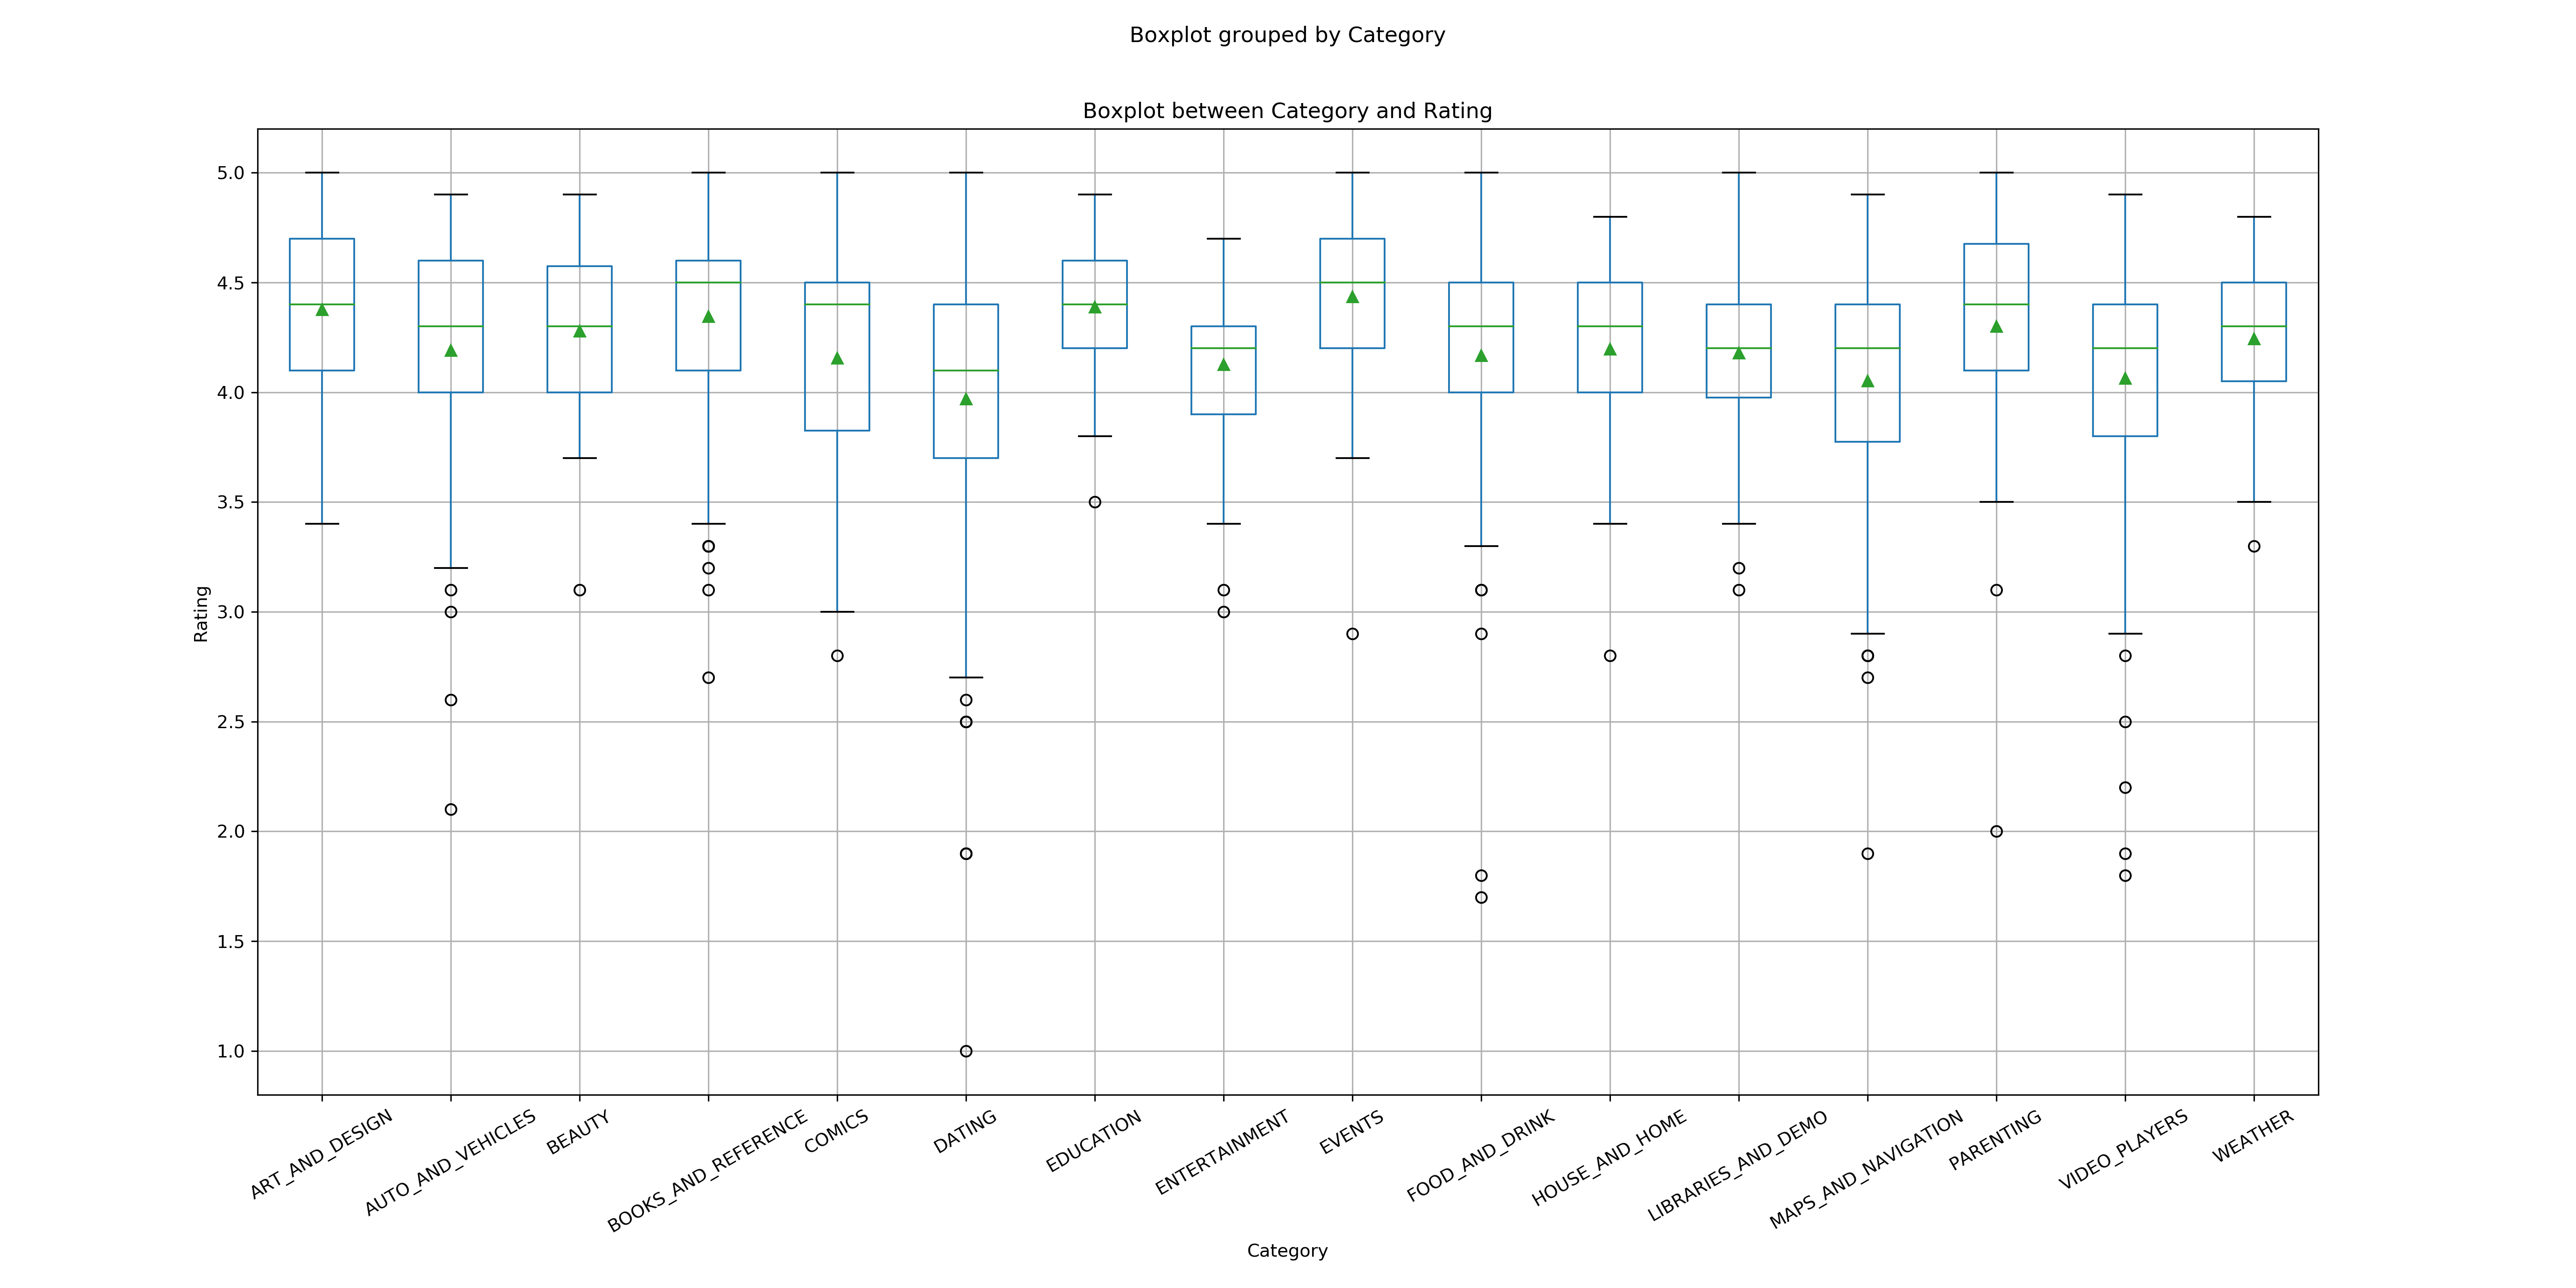 Boxplot grouped by Category
Boxplot between Category and Rating
5.0
4.5
4.0
3.5
3.0
2.5
2.0
1.5
1.0
Rating
ART_AND_DESIGN
AUTO_AND_VEHICLES
BEAUTY
BOOKS_AND_REFERENCE
COMICS
DATING
EDUCATION
ENTERTAINMENT
EVENTS
FOOD_AND_DRINK
HOUSE_AND_HOME
LIBRARIES_AND_DEMO
MAPS_AND_NAVIGATION
PARENTING
VIDEO_PLAYERS
WEATHER
Category